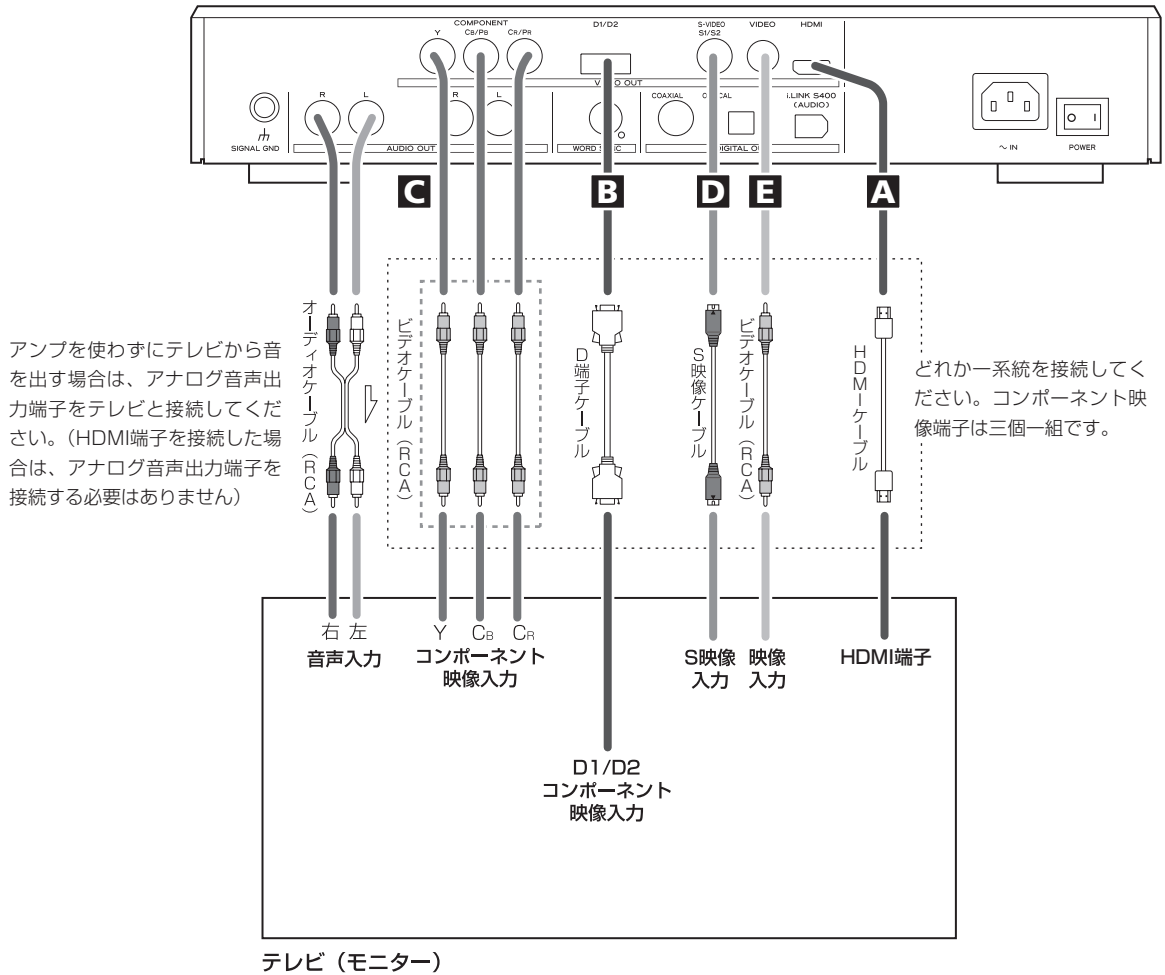 COMPONENT
Y CB/PB CR/PR
D1/D2
S-VIDEO
S1/S2
VIDEO
HDMI
R L
R L
COAXIAL
i.LINK S400
(AUDIO)
SIGNAL GND
AUDIO OUT
～ IN
POWER
C
B
D
E
A
アンプを使わずにテレビから音
を出す場合は、アナログ音声出
力端子をテレビと接続してくだ
さい。（HDMI端子を接続した場
合は、アナログ音声出力端子を
接続する必要はありません）
オーディオケーブル（RCA）
ビデオケーブル（RCA）
D端子ケーブル
S映像ケーブル
ビデオケーブル（RCA）
HDMIケーブル
どれか一系統を接続してく
ださい。コンポーネント映
像端子は三個一組です。
右 左
音声入力
Y CB CR
コンポーネント
映像入力
S映像
入力
映像
入力
HDMI端子
D1/D2
コンポーネント
映像入力
テレビ（モニター）